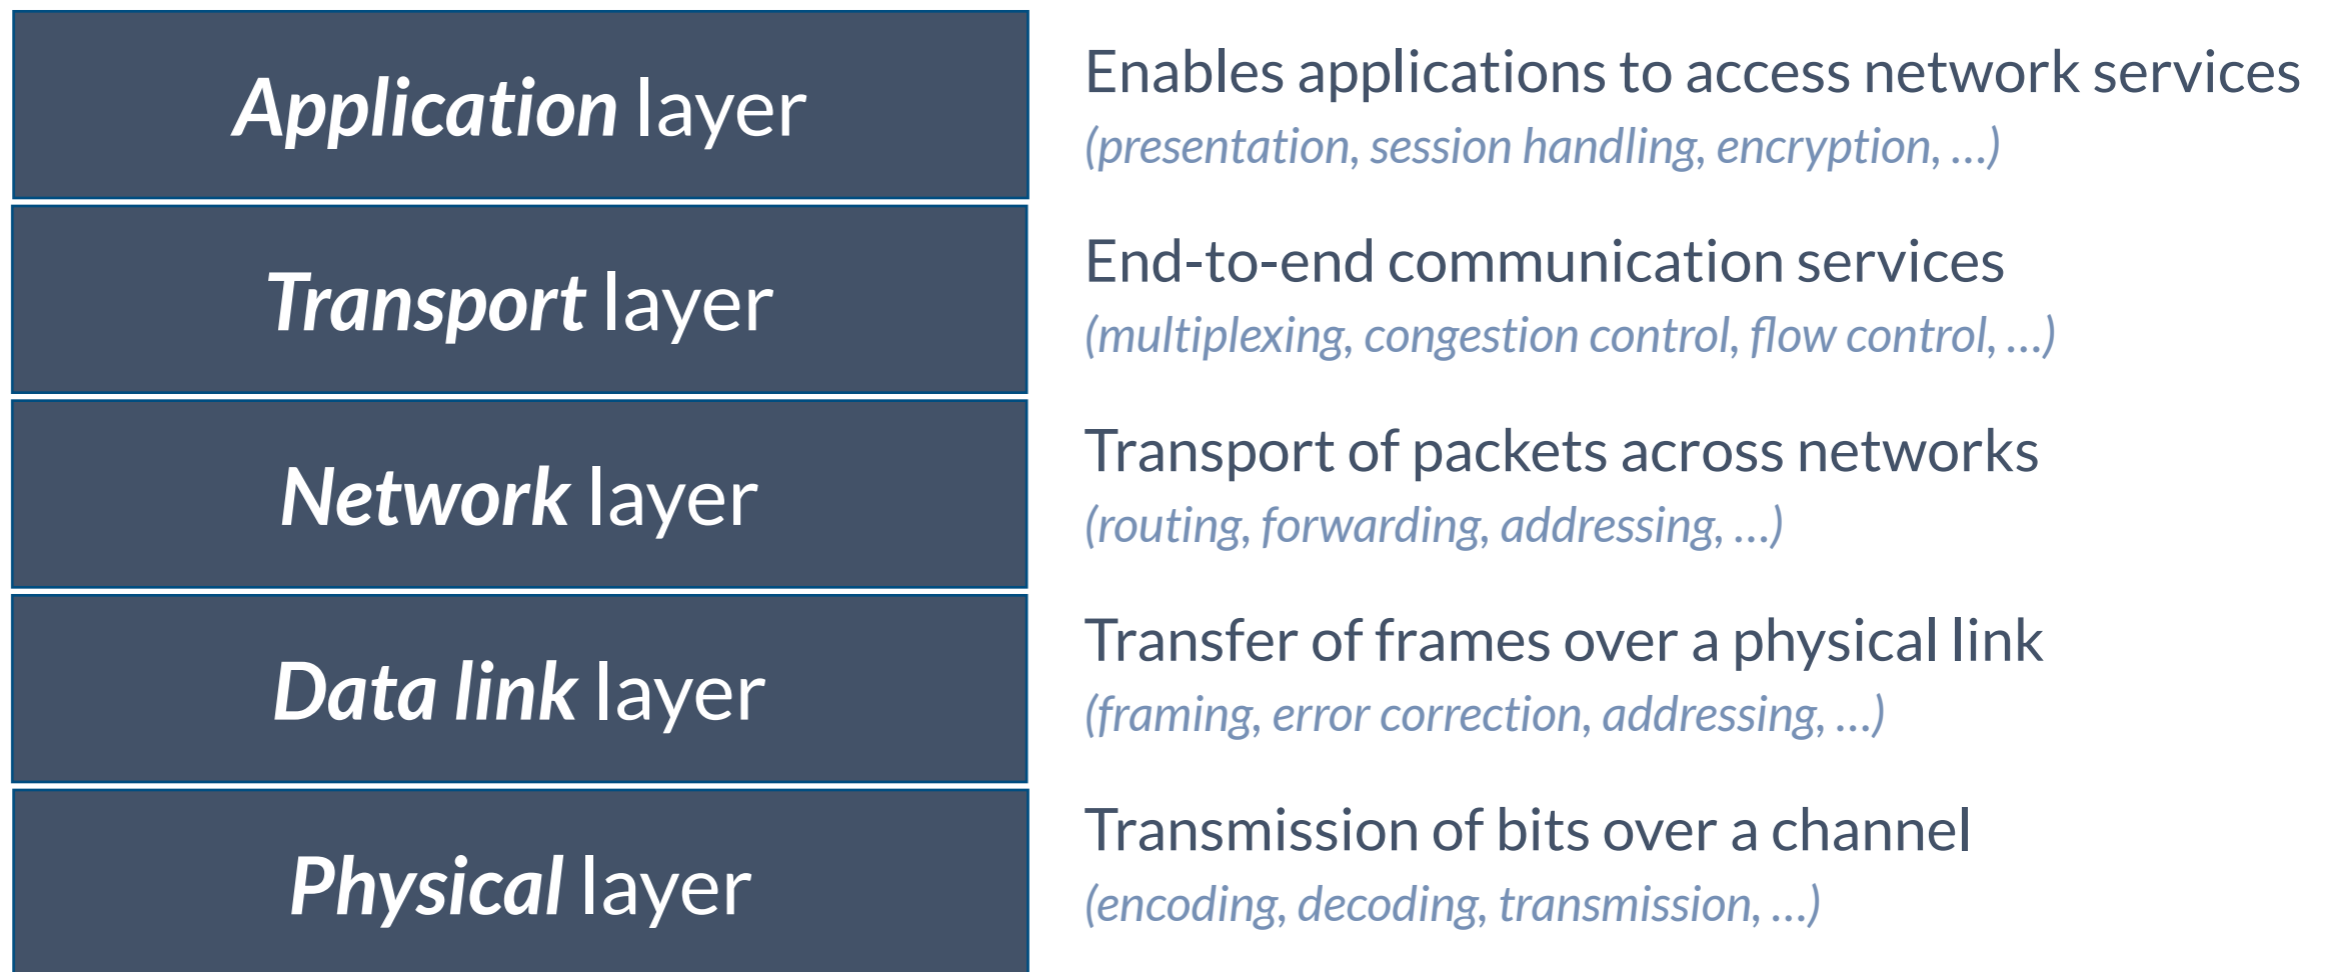 Application layer
Enables applications to access network services
(presentation, session handling, encryption, ...)
Transport layer
End-to-end communication services
(multiplexing, congestion control, flow control, ...)
Network layer
Transport of packets across networks
(routing, forwarding, addressing, ...)
Data link layer
Transfer of frames over a physical link
(framing, error correction, addressing, ...)
Physical layer
Transmission of bits over a channel
(encoding, decoding, transmission, ...)